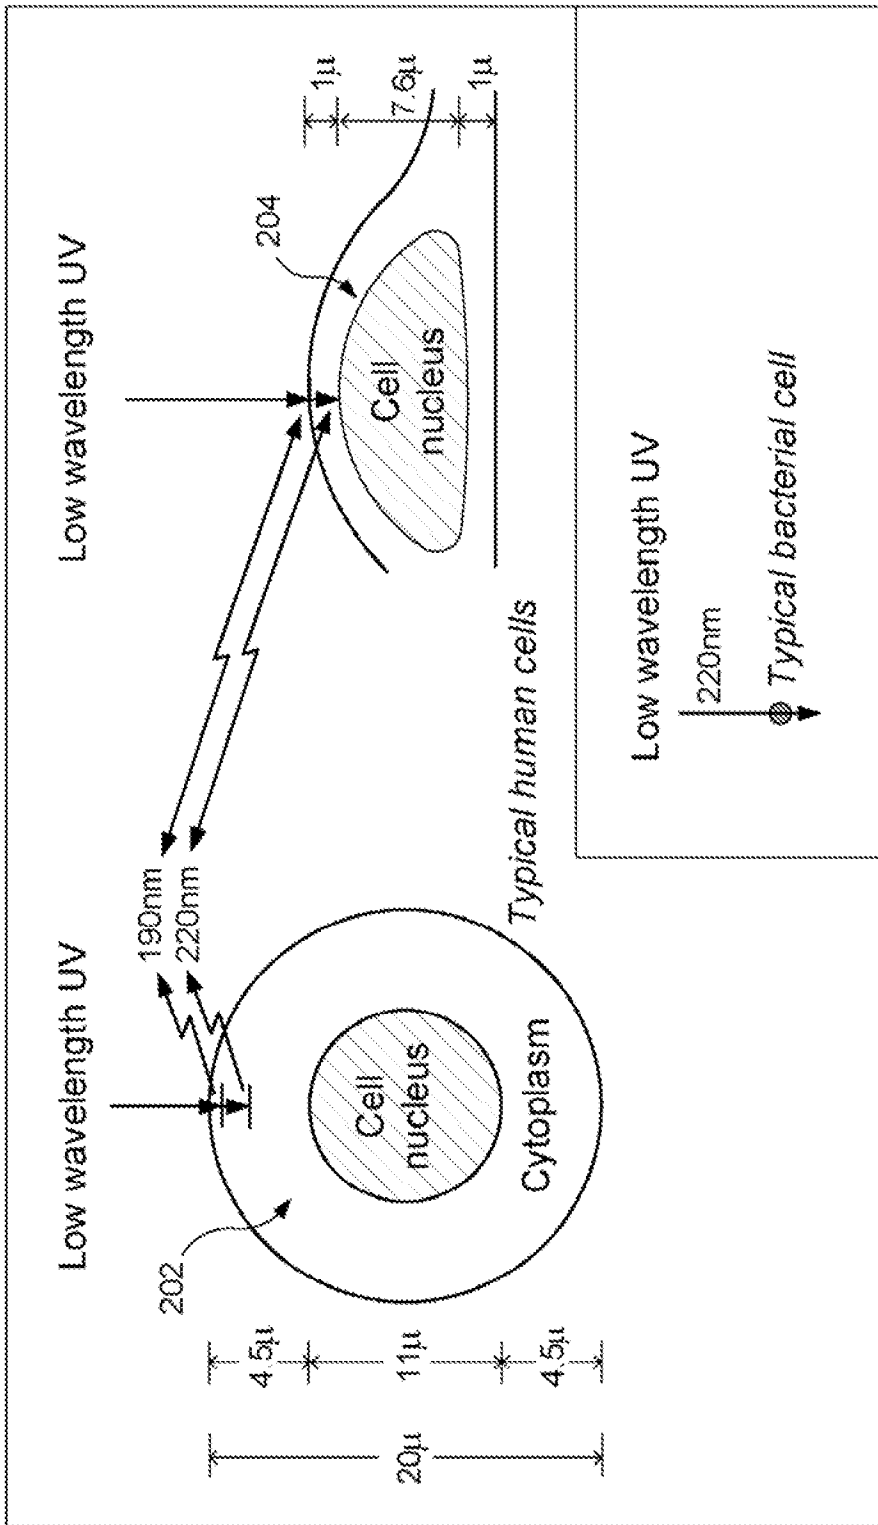 Low wavelength UV
202
190nm
220nm
Cell
nucleus
Cytoplasm
4.5µ
11µ
4.5µ
20µ
Low wavelength UV
204
Cell
nucleus
1µ
7.6µ
1µ
Typical human cells
Low wavelength UV
220nm
Typical bacterial cell